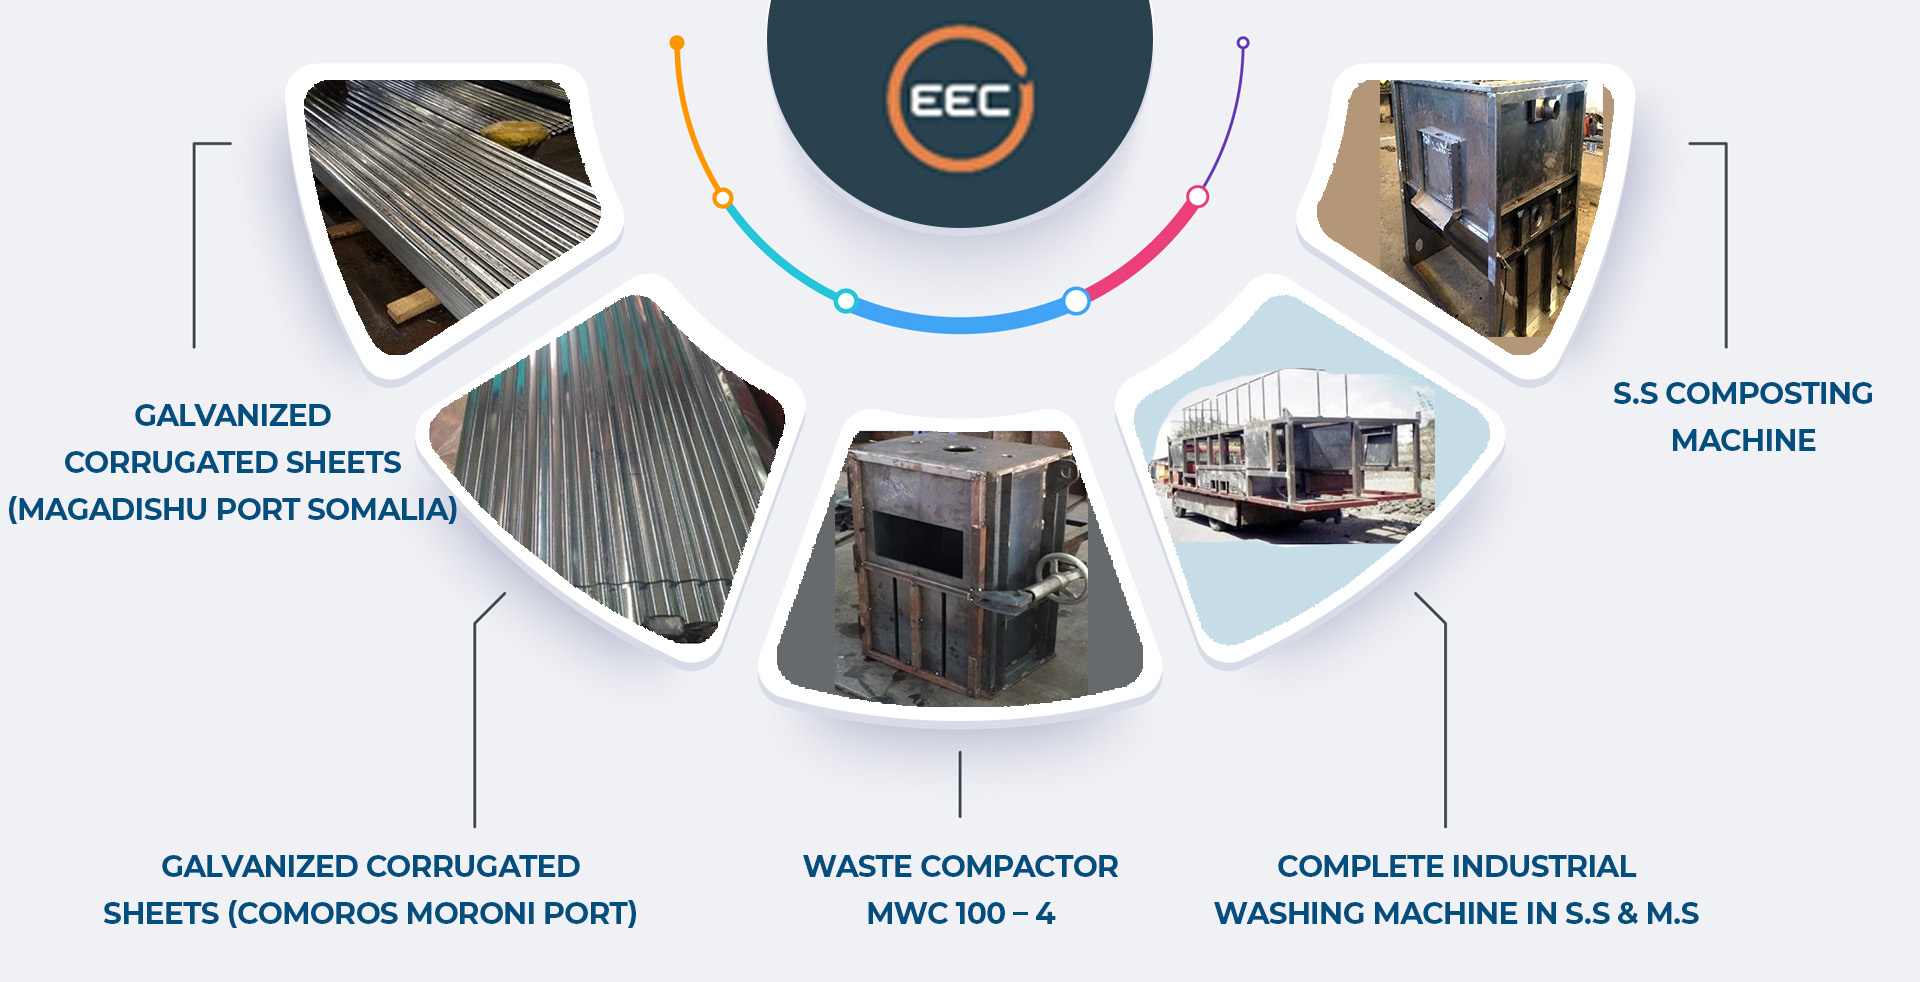 EEC
GALVANIZED
CORRUGATED SHEETS
(MAGADISHU PORT SOMALIA)
GALVANIZED CORRUGATED
SHEETS (COMOROS MORONI PORT)
WASTE COMPACTOR
MWC 100 – 4
COMPLETE INDUSTRIAL
WASHING MACHINE IN S.S & M.S
S.S COMPOSTING
MACHINE